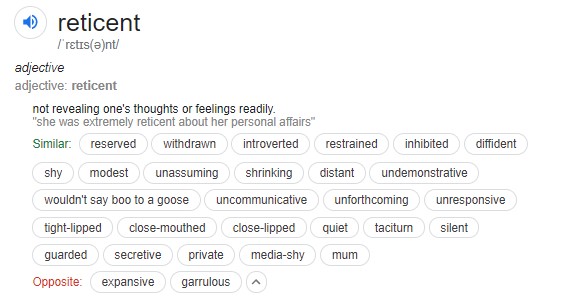 reticent
/ˈrɛtɪs(ə)nt/
adjective
adjective: reticent
not revealing one's thoughts or feelings readily.
"she was extremely reticent about her personal affairs"
Similar: reserved withdrawn introverted restrained inhibited diffident
shy modest unassuming shrinking distant undemonstrative
wouldn't say boo to a goose uncommunicative unforthcoming unresponsive
tight-lipped close-mouthed close-lipped quiet taciturn silent
guarded secretive private media-shy mum
Opposite: expansive garrulous